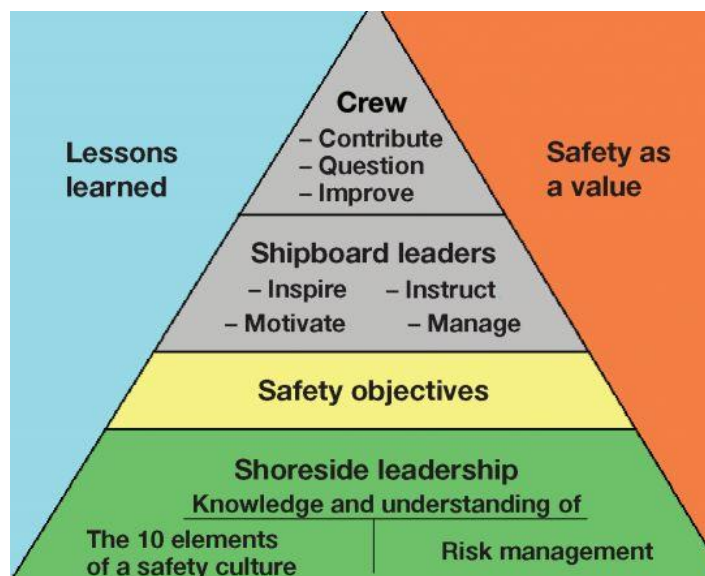 Crew
– Contribute
– Question
– Improve
Lessons
learned
Safety as
a value
Shipboard leaders
– Inspire – Instruct
– Motivate – Manage
Safety objectives
Shoreside leadership
Knowledge and understanding of
The 10 elements
of a safety culture
Risk management